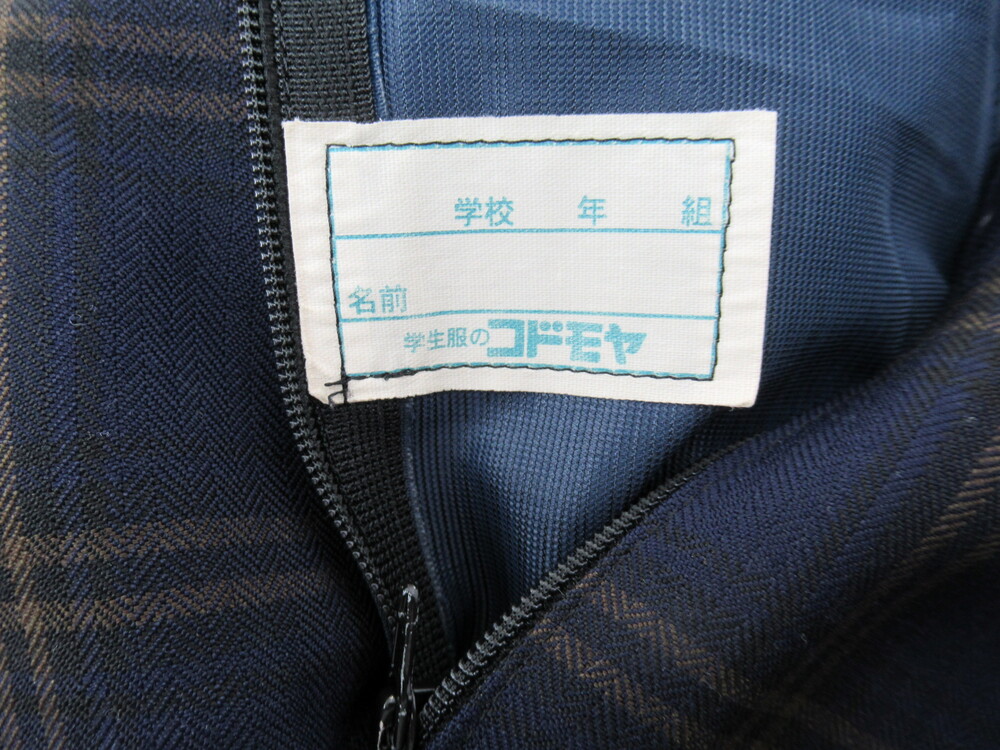 学校 年 組
名前
学生服のコドモヤ